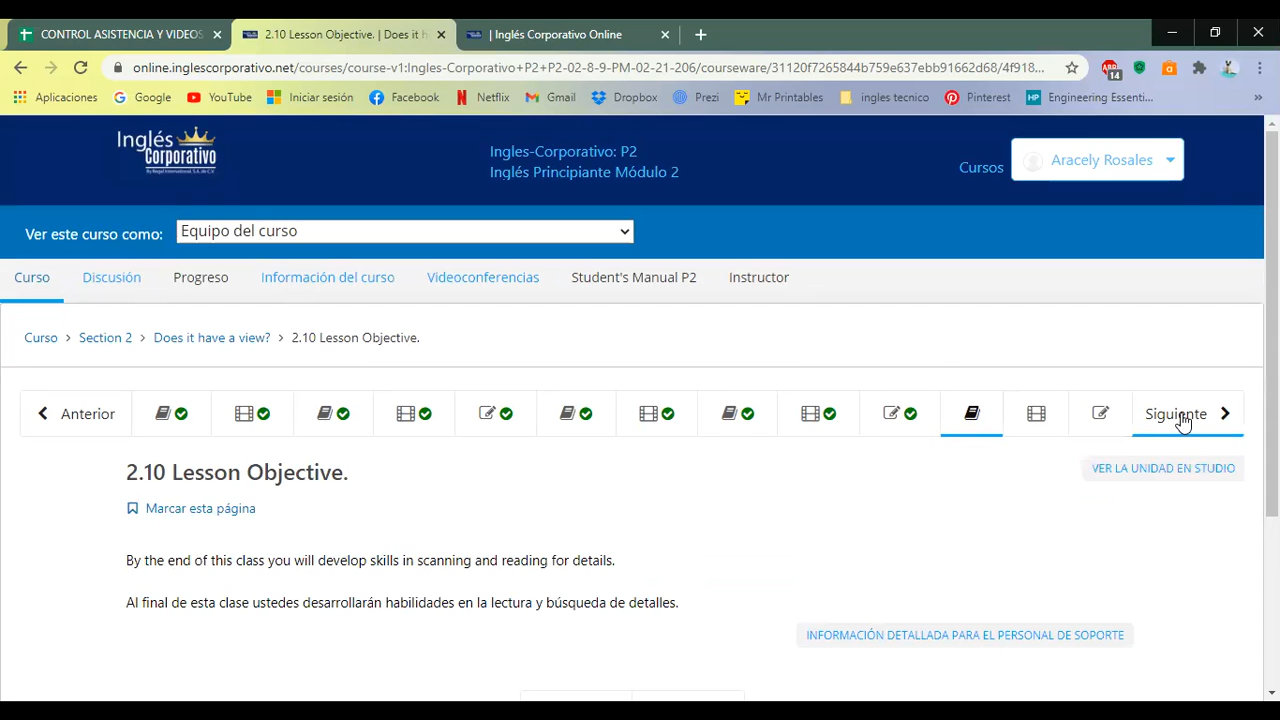 CONTROL ASISTENCIA Y VIDEOS
2.10 Lesson Objective. | Does it h
| Inglés Corporativo Online
online.inglescorporativo.net/courses/course-v1:Ingles-Corporativo+P2+P2-02-8-9-PM-02-21-206/courseware/31120f7265844b759e637ebb91662d68/4f918...
ABP
14
Aplicaciones
Google
YouTube
Iniciar sesión
Facebook
Netflix
Gmail
Dropbox
Prezi
Mr Printables
ingles tecnico
Pinterest
HP
Engineering Essenti...
»
Inglés
Corporativo
By Regal International, S.A. de C.V.
Ingles-Corporativo: P2
Inglés Principiante Módulo 2
Cursos
Aracely Rosales
Ver este curso como:
Equipo del curso
Curso
Discusión
Progreso
Información del curso
Videoconferencias
Student's Manual P2
Instructor
Curso > Section 2 > Does it have a view? > 2.10 Lesson Objective.
Anterior
Siguiente
2.10 Lesson Objective.
VER LA UNIDAD EN STUDIO
Marcar esta página
By the end of this class you will develop skills in scanning and reading for details.
Al final de esta clase ustedes desarrollarán habilidades en la lectura y búsqueda de detalles.
INFORMACIÓN DETALLADA PARA EL PERSONAL DE SOPORTE